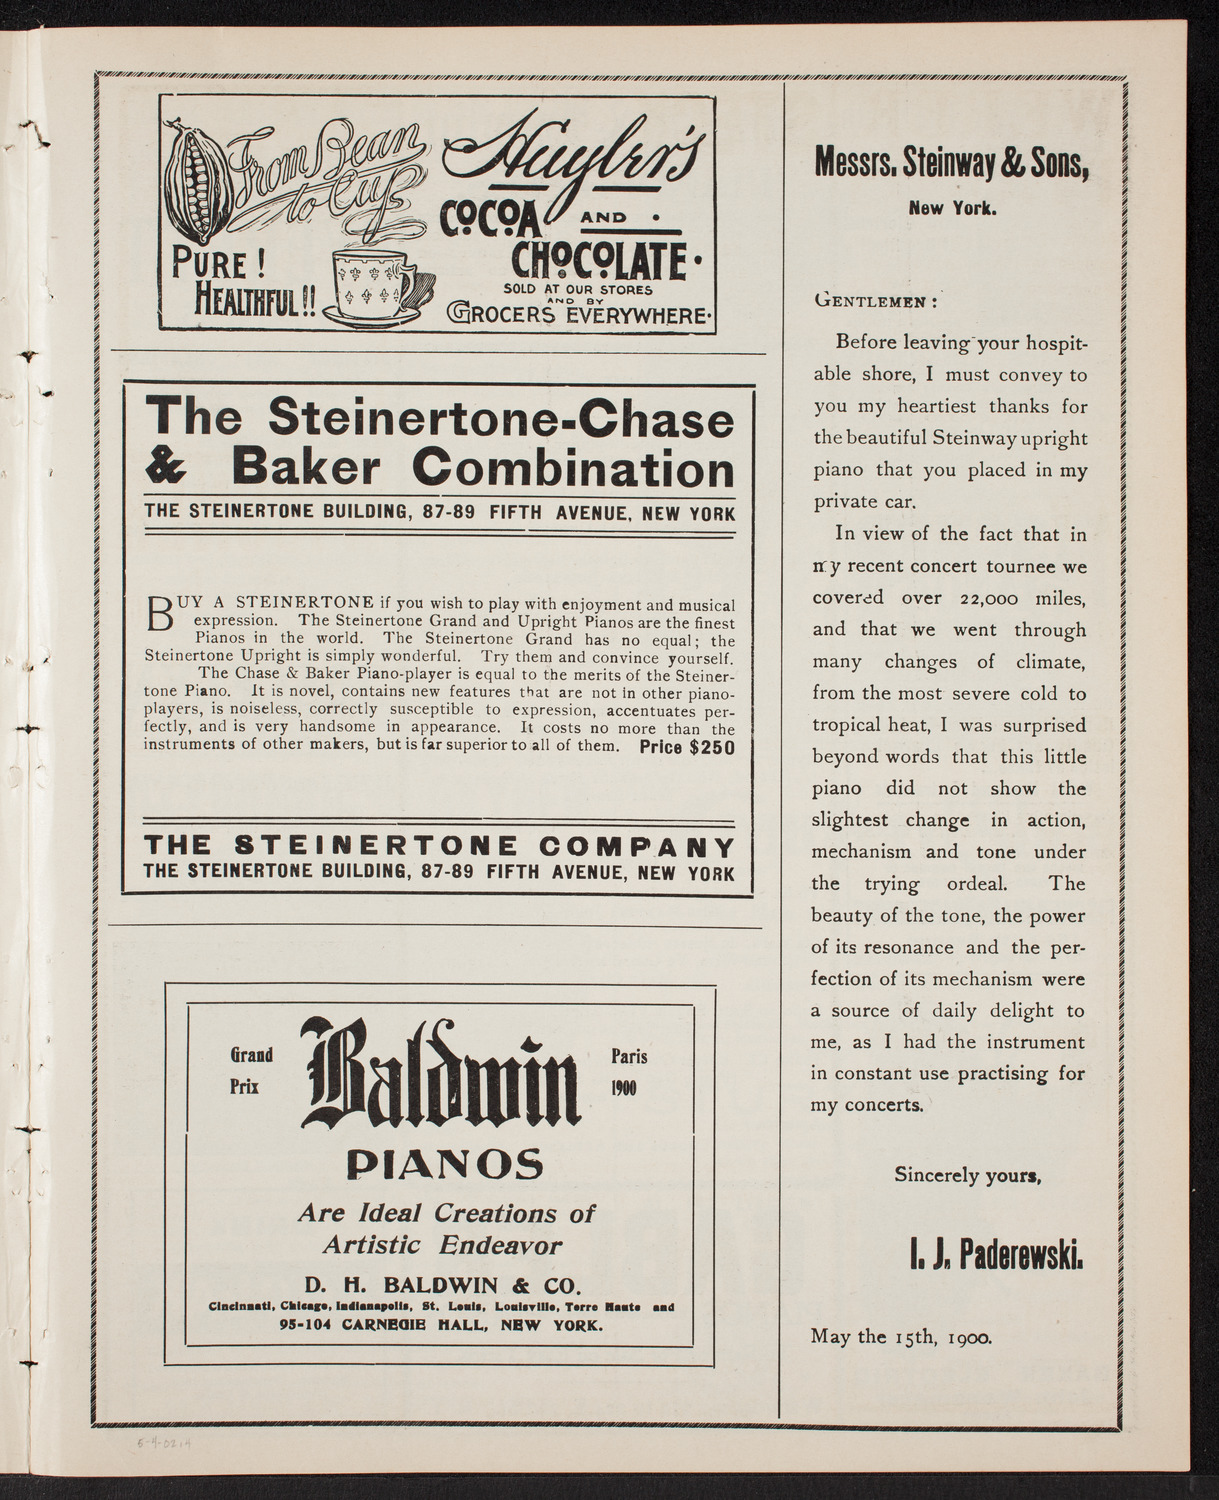 From Bean
to Cup
PURE!
HEALTHFUL!!
Huyler's
COCOA AND
CHOCOLATE.
SOLD AT OUR STORES
AND BY
GROCERS EVERYWHERE.
The Steinertone-Chase
& Baker Combination
THE STEINERTONE BUILDING, 87-89 FIFTH AVENUE, NEW YORK
BUY A STEINERTONE if you wish to play with enjoyment and musical
expression. The Steinertone Grand and Upright Pianos are the finest
Pianos in the world. The Steinertone Grand has no equal; the
Steinertone Upright is simply wonderful. Try them and convince yourself.
The Chase & Baker Piano-player is equal to the merits of the Steiner-
tone Piano. It is novel, contains new features that are not in other piano-
players, is noiseless, correctly susceptible to expression, accentuates per-
fectly, and is very handsome in appearance. It costs no more than the
instruments of other makers, but is far superior to all of them. Price $250
THE STEINERTONE COMPANY
THE STEINERTONE BUILDING, 87-89 FIFTH AVENUE, NEW YORK
Grand
Prix
Baldwin
Paris
1900
PIANOS
Are Ideal Creations of
Artistic Endeavor
D. H. BALDWIN & CO.
Cincinnati, Chicago, Indianapolis, St. Louis, Louisville, Terre Haute and
95-104 CARNEGIE HALL, NEW YORK.
Messrs. Steinway & Sons,
New York.
GENTLEMEN:
Before leaving your hospit-
able shore, I must convey to
you my heartiest thanks for
the beautiful Steinway upright
piano that you placed in my
private car.
In view of the fact that in
my recent concert tournee we
covered over 22,000 miles,
and that we went through
many changes of climate,
from the most severe cold to
tropical heat, I was surprised
beyond words that this little
piano did not show the
slightest change in action,
mechanism and tone under
the trying ordeal. The
beauty of the tone, the power
of its resonance and the per-
fection of its mechanism were
a source of daily delight to
me, as I had the instrument
in constant use practising for
my concerts.
Sincerely yours,
I. J. Paderewski.
May the 15th, 1900.